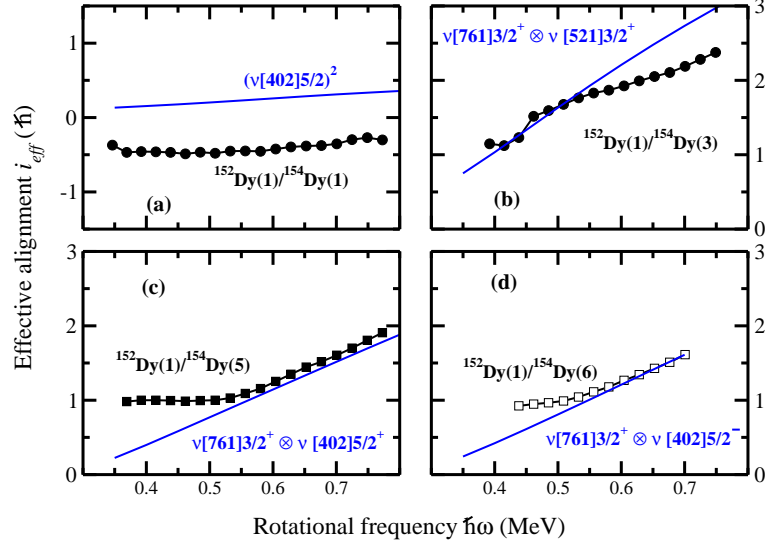 Effective alignment i_eff (ħ)
1
0
-1
(ν[402]5/2)²
¹⁵²Dy(1)/¹⁵⁴Dy(1)
(a)
3
2
1
0
ν[761]3/2⁺ ⊗ ν [521]3/2⁺
¹⁵²Dy(1)/¹⁵⁴Dy(3)
(b)
3
2
1
0
(c)
¹⁵²Dy(1)/¹⁵⁴Dy(5)
ν[761]3/2⁺ ⊗ ν [402]5/2⁺
0.4 0.5 0.6 0.7
3
2
1
0
(d)
¹⁵²Dy(1)/¹⁵⁴Dy(6)
ν[761]3/2⁺ ⊗ ν [402]5/2⁻
0.4 0.5 0.6 0.7
Rotational frequency ħω (MeV)